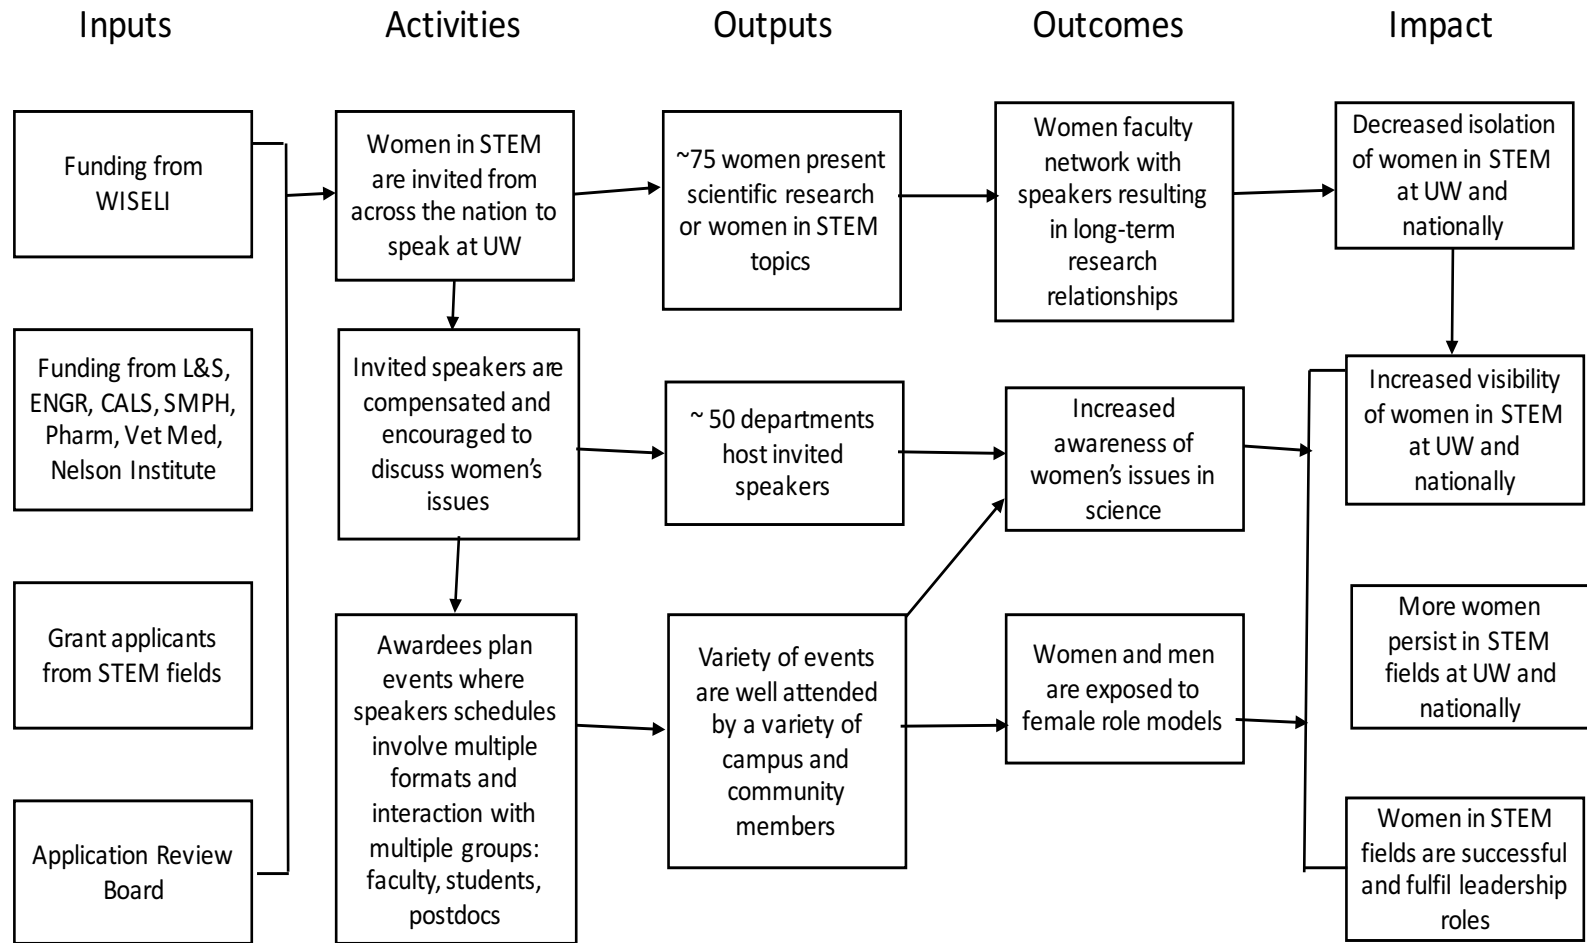 Inputs
Activities
Outputs
Outcomes
Impact
Funding from
WISELI
Funding from L&S,
ENGR, CALS, SMPH,
Pharm, Vet Med,
Nelson Institute
Grant applicants
from STEM fields
Application Review
Board
Women in STEM
are invited from
across the nation to
speak at UW
Invited speakers are
compensated and
encouraged to
discuss women’s
issues
Awardees plan
events where
speakers schedules
involve multiple
formats and
interaction with
multiple groups:
faculty, students,
postdocs
~75 women present
scientific research
or women in STEM
topics
~ 50 departments
host invited
speakers
Variety of events
are well attended
by a variety of
campus and
community
members
Women faculty
network with
speakers resulting
in long-term
research
relationships
Increased
awareness of
women’s issues in
science
Women and men
are exposed to
female role models
Decreased isolation
of women in STEM
at UW and
nationally
Increased visibility
of women in STEM
at UW and
nationally
More women
persist in STEM
fields at UW and
nationally
Women in STEM
fields are successful
and fulfil leadership
roles